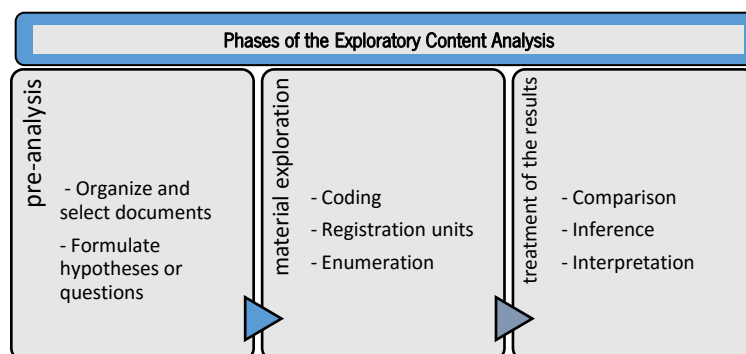 Phases of the Exploratory Content Analysis
pre-analysis
- Organize and
select documents
- Formulate
hypotheses or
questions
material exploration
- Coding
- Registration units
- Enumeration
treatment of the results
- Comparison
- Inference
- Interpretation